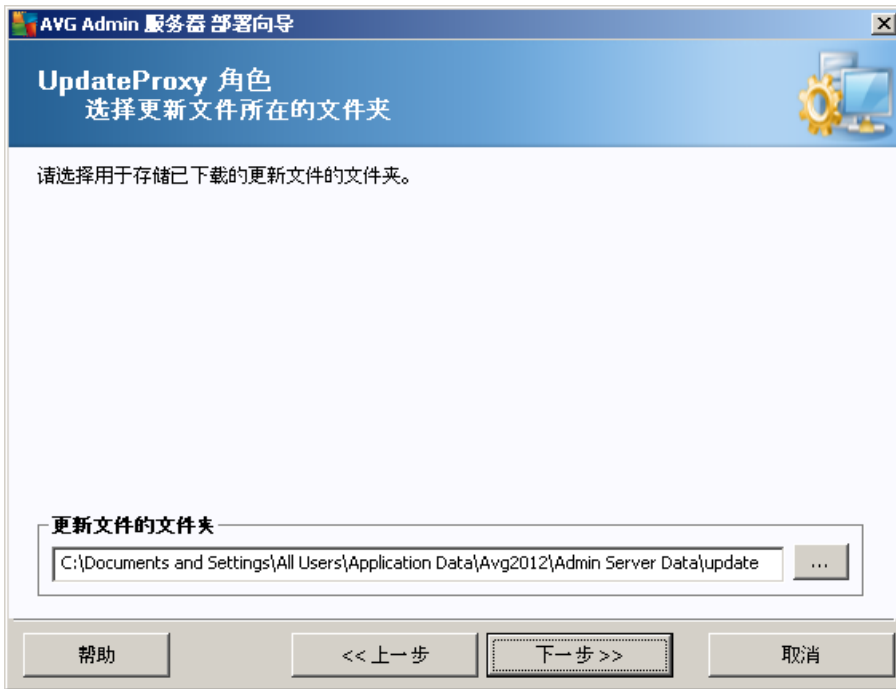 AVG Admin 服务器 部署向导
UpdateProxy 角色
选择更新文件所在的文件夹
请选择用于存储已下载的更新文件的文件夹。
更新文件的文件夹
C:\Documents and Settings\All Users\Application Data\Avg2012\Admin Server Data\update
...
帮助
<< 上一步
下一步 >>
取消